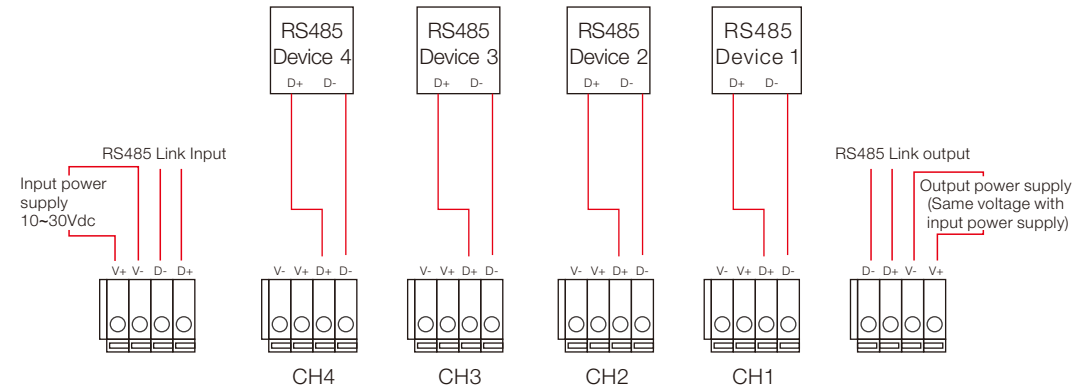 RS485
Device 4
D+ D-
RS485
Device 3
D+ D-
RS485
Device 2
D+ D-
RS485
Device 1
D+ D-
RS485 Link Input
Input power
supply
10~30Vdc
RS485 Link output
Output power supply
(Same voltage with
input power supply)
V+ V- D- D+
V- V+ D+ D-
V- V+ D+ D-
V- V+ D+ D-
V- V+ D+ D-
D- D+ V- V+
CH4
CH3
CH2
CH1